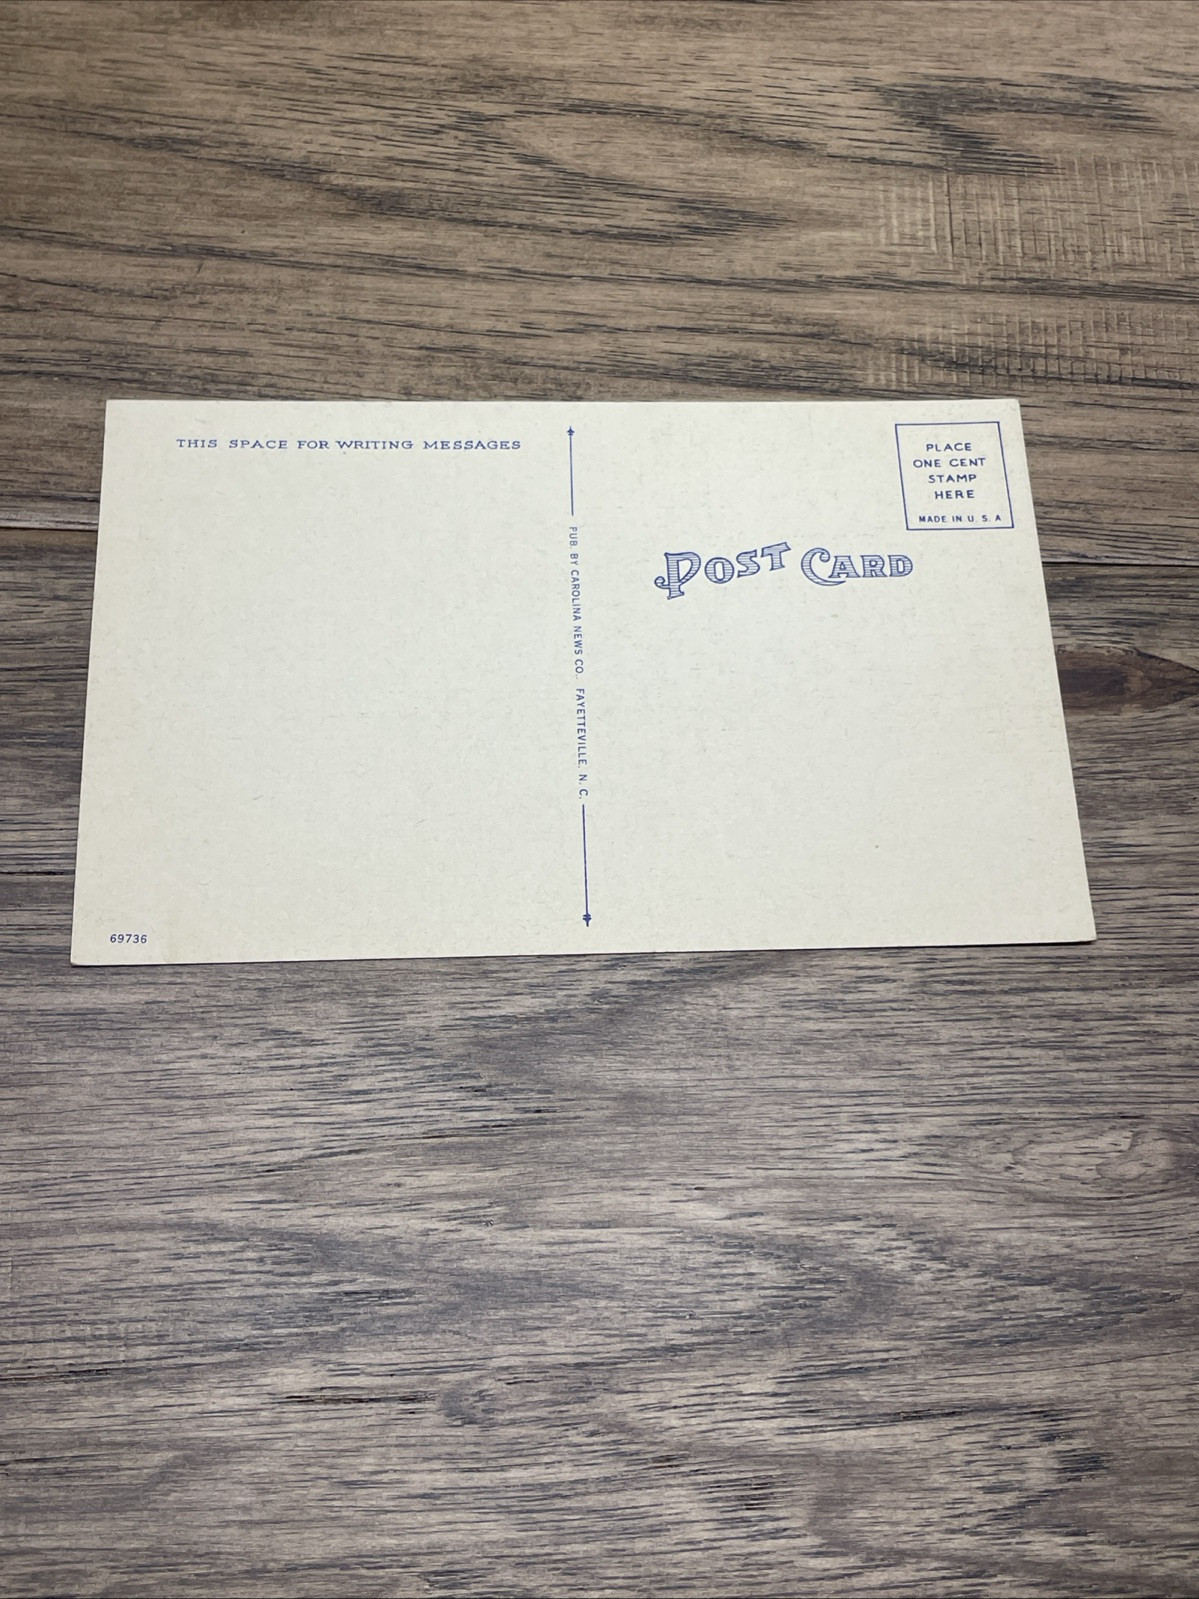 THIS SPACE FOR WRITING MESSAGES
PLACE
ONE CENT
STAMP
HERE
MADE IN U. S. A
POST CARD
PUB. BY CAROLINA NEWS CO., FAYETTEVILLE, N. C.
69736